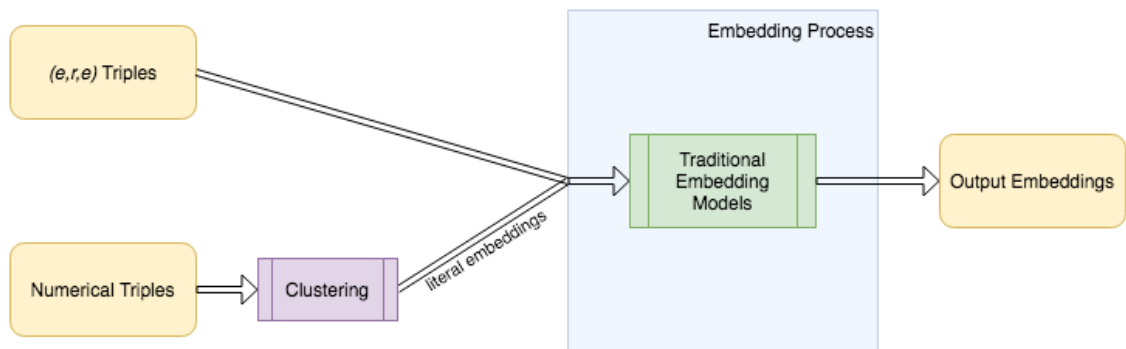 Embedding Process
(e,r,e) Triples
Traditional
Embedding
Models
Output Embeddings
literal embeddings
Numerical Triples
Clustering